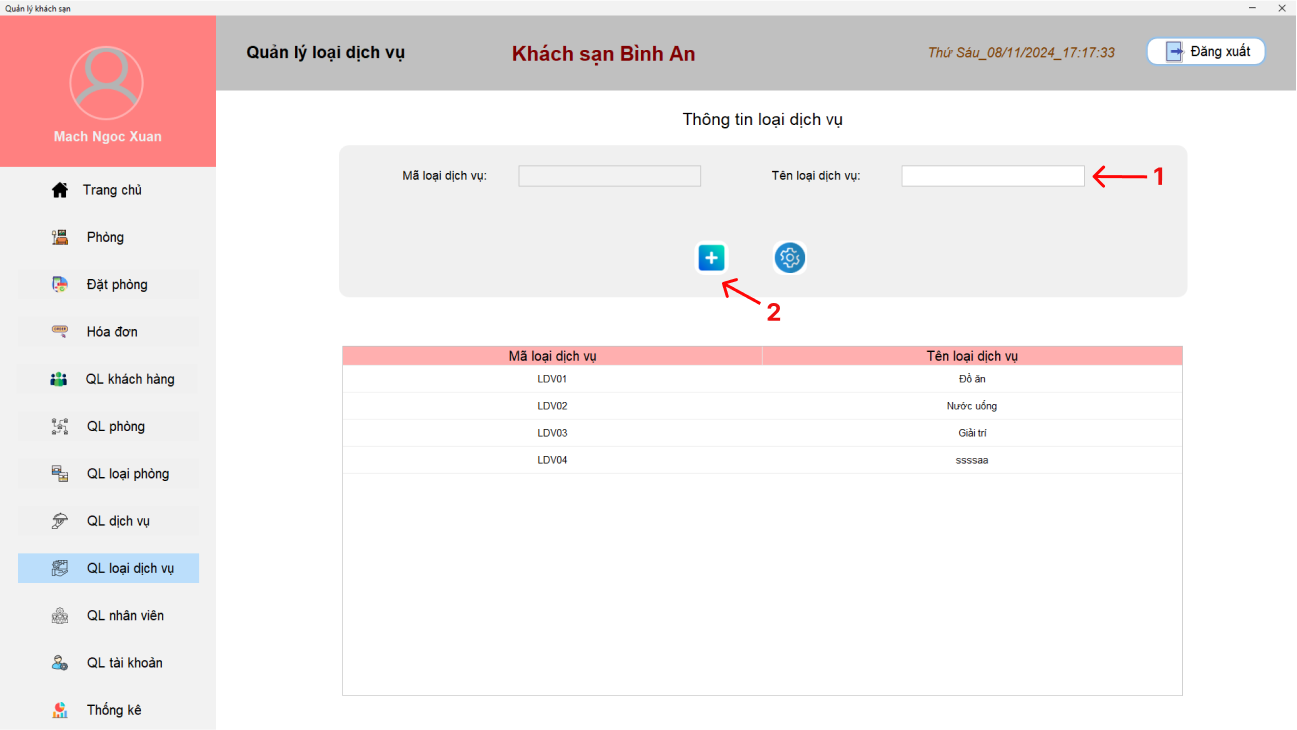 Quản lý khách sạn
Mach Ngoc Xuan
Quản lý loại dịch vụ
Khách sạn Bình An
Thứ Sáu_08/11/2024_17:17:33
Đăng xuất
Trang chủ
Phòng
Đặt phòng
Hóa đơn
QL khách hàng
QL phòng
QL loại phòng
QL dịch vụ
QL loại dịch vụ
QL nhân viên
QL tài khoản
Thống kê
Thông tin loại dịch vụ
Mã loại dịch vụ:
Tên loại dịch vụ:
1
2
Mã loại dịch vụ Tên loại dịch vụ
LDV01 Đồ ăn
LDV02 Nước uống
LDV03 Giải trí
LDV04 ssssaa